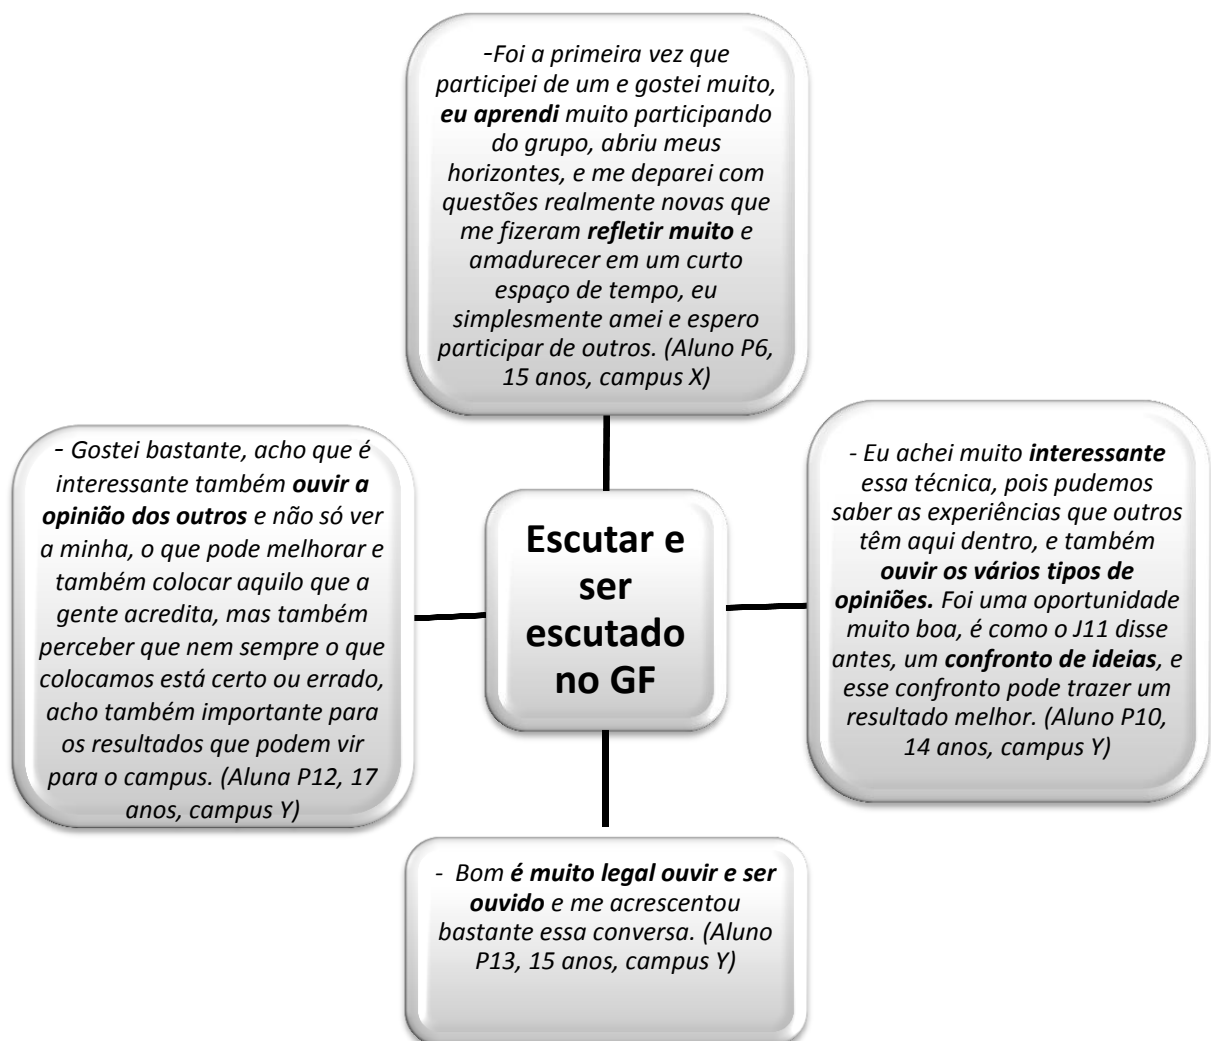 -Foi a primeira vez que
participei de um e gostei muito,
eu aprendi muito participando
do grupo, abriu meus
horizontes, e me deparei com
questões realmente novas que
me fizeram refletir muito e
amadurecer em um curto
espaço de tempo, eu
simplesmente amei e espero
participar de outros. (Aluno P6,
15 anos, campus X)
- Gostei bastante, acho que é
interessante também ouvir a
opinião dos outros e não só ver
a minha, o que pode melhorar e
também colocar aquilo que a
gente acredita, mas também
perceber que nem sempre o que
colocamos está certo ou errado,
acho também importante para
os resultados que podem vir
para o campus. (Aluna P12, 17
anos, campus Y)
Escutar e
ser
escutado
no GF
- Eu achei muito interessante
essa técnica, pois pudemos
saber as experiências que outros
têm aqui dentro, e também
ouvir os vários tipos de
opiniões. Foi uma oportunidade
muito boa, é como o J11 disse
antes, um confronto de ideias, e
esse confronto pode trazer um
resultado melhor. (Aluno P10,
14 anos, campus Y)
- Bom é muito legal ouvir e ser
ouvido e me acrescentou
bastante essa conversa. (Aluno
P13, 15 anos, campus Y)